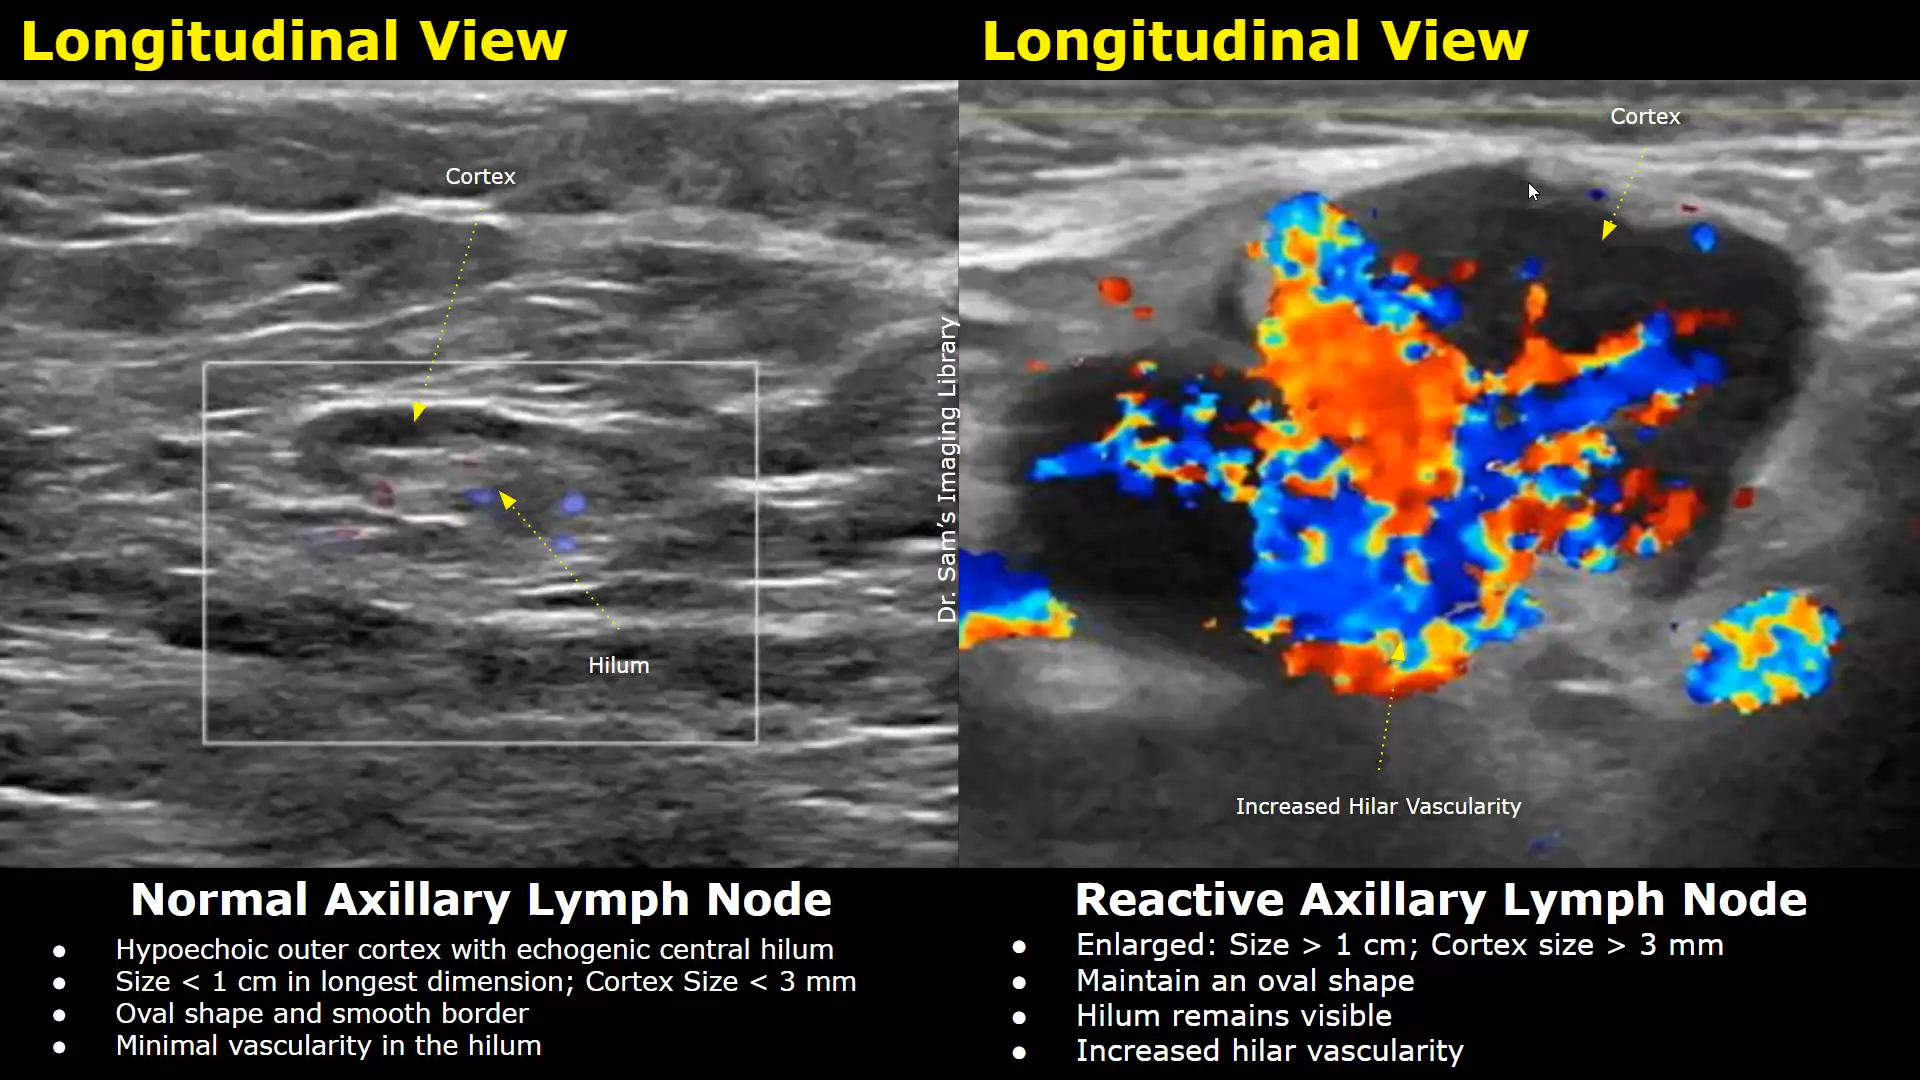 Longitudinal View
Cortex
Hilum
Normal Axillary Lymph Node
● Hypoechoic outer cortex with echogenic central hilum
● Size < 1 cm in longest dimension; Cortex Size < 3 mm
● Oval shape and smooth border
● Minimal vascularity in the hilum
Dr. Sam’s Imaging Library
Longitudinal View
Cortex
Increased Hilar Vascularity
Reactive Axillary Lymph Node
● Enlarged: Size > 1 cm; Cortex size > 3 mm
● Maintain an oval shape
● Hilum remains visible
● Increased hilar vascularity